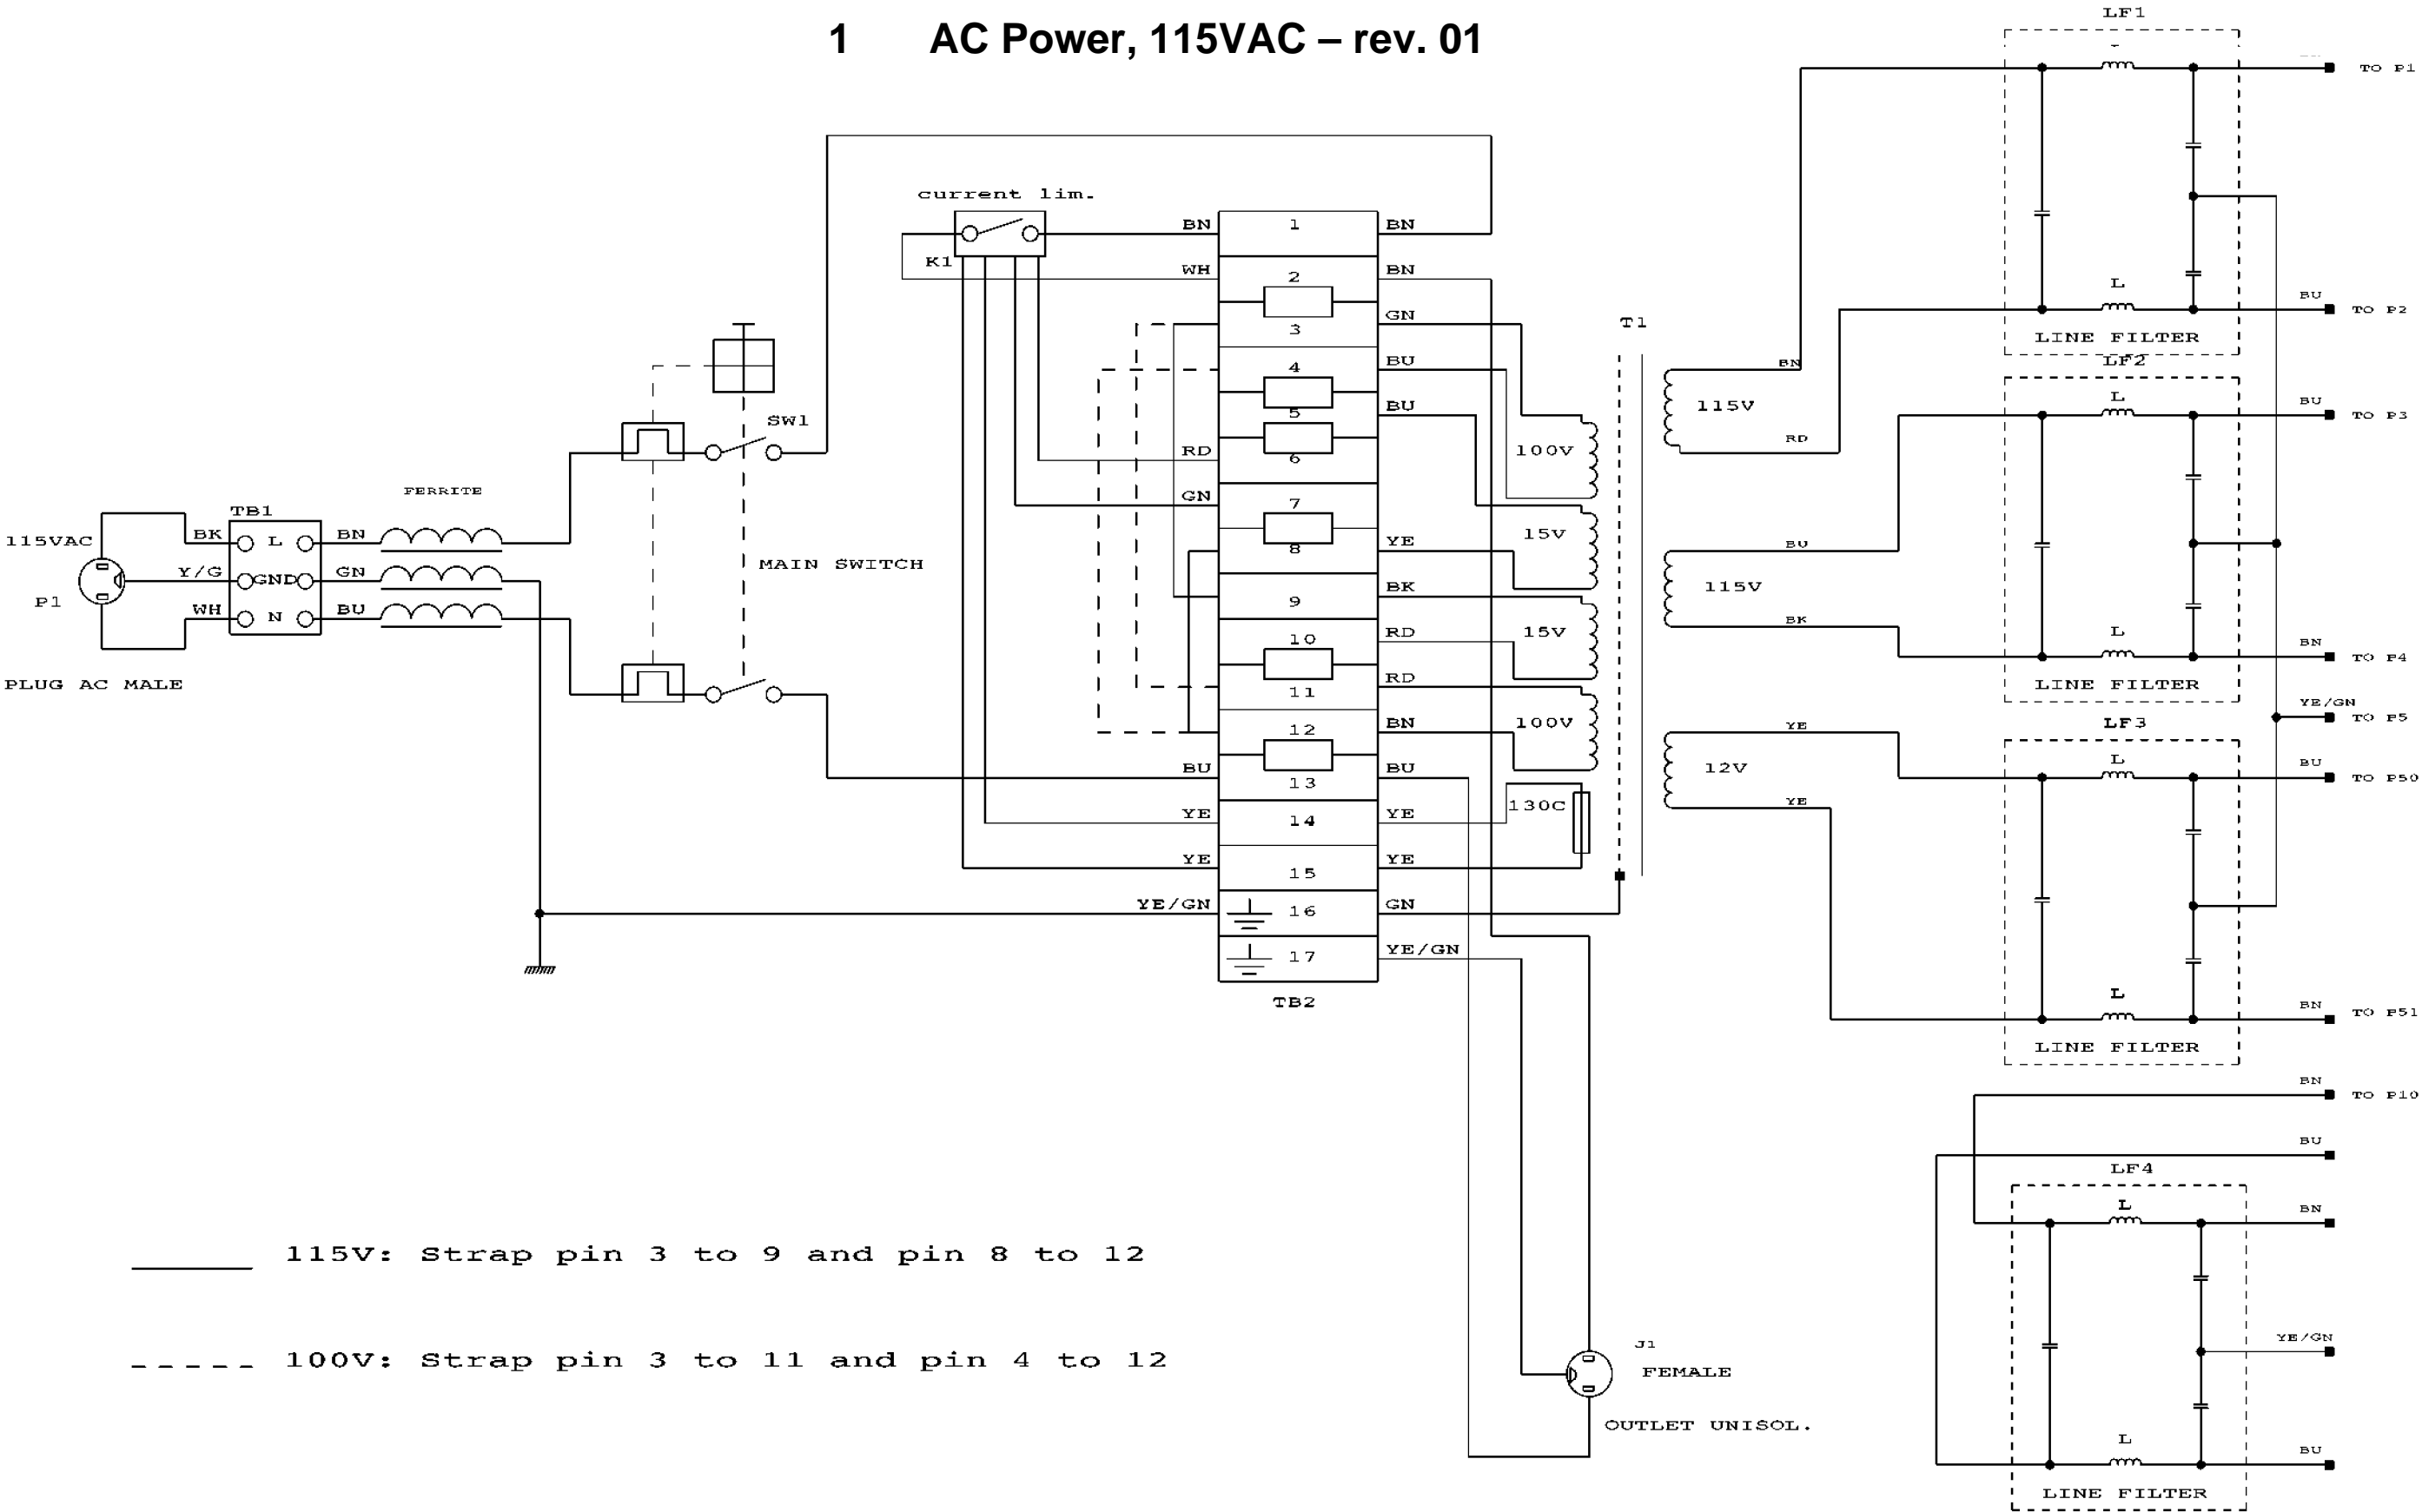 1 AC Power, 115VAC – rev. 01
LF1
TO P1
L
BU
TO P2
LINE FILTER
LF2
L
BU
TO P3
L
BN
TO P4
LINE FILTER
YE/GN
TO P5
LF3
L
BU
TO P50
L
BN
TO P51
LINE FILTER
BN
TO P10
BU
LF4
L
BN
YE/GN
L
BU
LINE FILTER
current lim.
K1
BN
1
BN
WH
2
BN
3
GN
4
BU
5
BU
RD
6
GN
7
8
YE
9
BK
10
RD
11
RD
12
BN
BU
13
BU
YE
14
YE
YE
15
YE
YE/GN
16
GN
17
YE/GN
TB2
T1
100V
15V
15V
100V
130C
BN
115V
RD
BU
115V
BK
YE
12V
YE
SW1
MAIN SWITCH
FERRITE
TB1
115VAC
BK
L
BN
Y/G
GND
GN
P1
WH
N
BU
PLUG AC MALE
J1
FEMALE
OUTLET UNISOL.
115V: Strap pin 3 to 9 and pin 8 to 12
100V: Strap pin 3 to 11 and pin 4 to 12